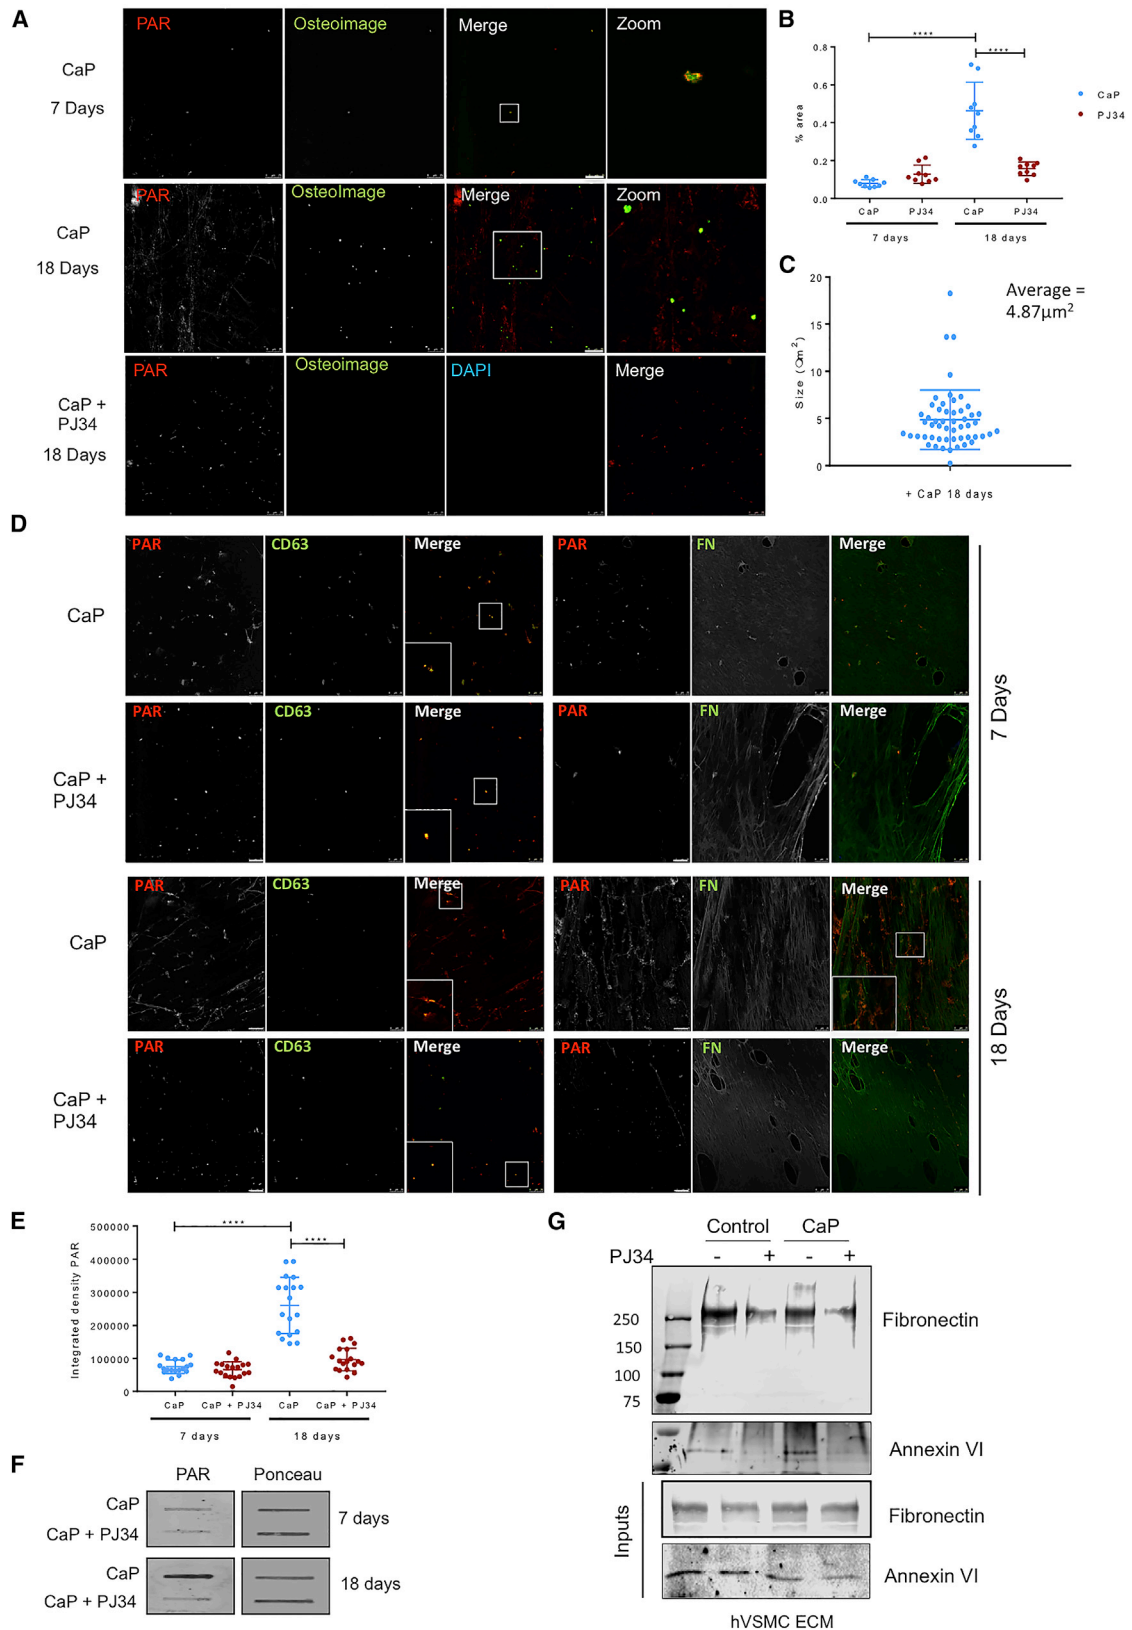 A
PAR
Osteoimage
Merge
Zoom
CaP
7 Days
PAR
OsteoImage
Merge
Zoom
CaP
18 Days
PAR
Osteoimage
DAPI
Merge
CaP +
PJ34
18 Days
B
****
****
% area
0.8
0.6
0.4
0.2
0.0
CaP
PJ34
CaP
PJ34
7 days
18 days
CaP
PJ34
C
Average =
4.87µm²
20
15
10
5
0
+ CaP 18 days
D
PAR
CD63
Merge
PAR
FN
Merge
CaP
PAR
CD63
Merge
PAR
FN
Merge
CaP +
PJ34
7 Days
PAR
CD63
Merge
PAR
FN
Merge
CaP
PAR
CD63
Merge
PAR
FN
Merge
CaP +
PJ34
18 Days
E
****
****
Integrated density PAR
500000
400000
300000
200000
100000
0
CaP
CaP + PJ34
CaP
CaP + PJ34
7 days
18 days
F
PAR
Ponceau
CaP
CaP + PJ34
7 days
CaP
CaP + PJ34
18 days
G
Control
CaP
PJ34
-
+
-
+
250
150
100
75
Fibronectin
Annexin VI
Inputs
Fibronectin
Annexin VI
hVSMC ECM